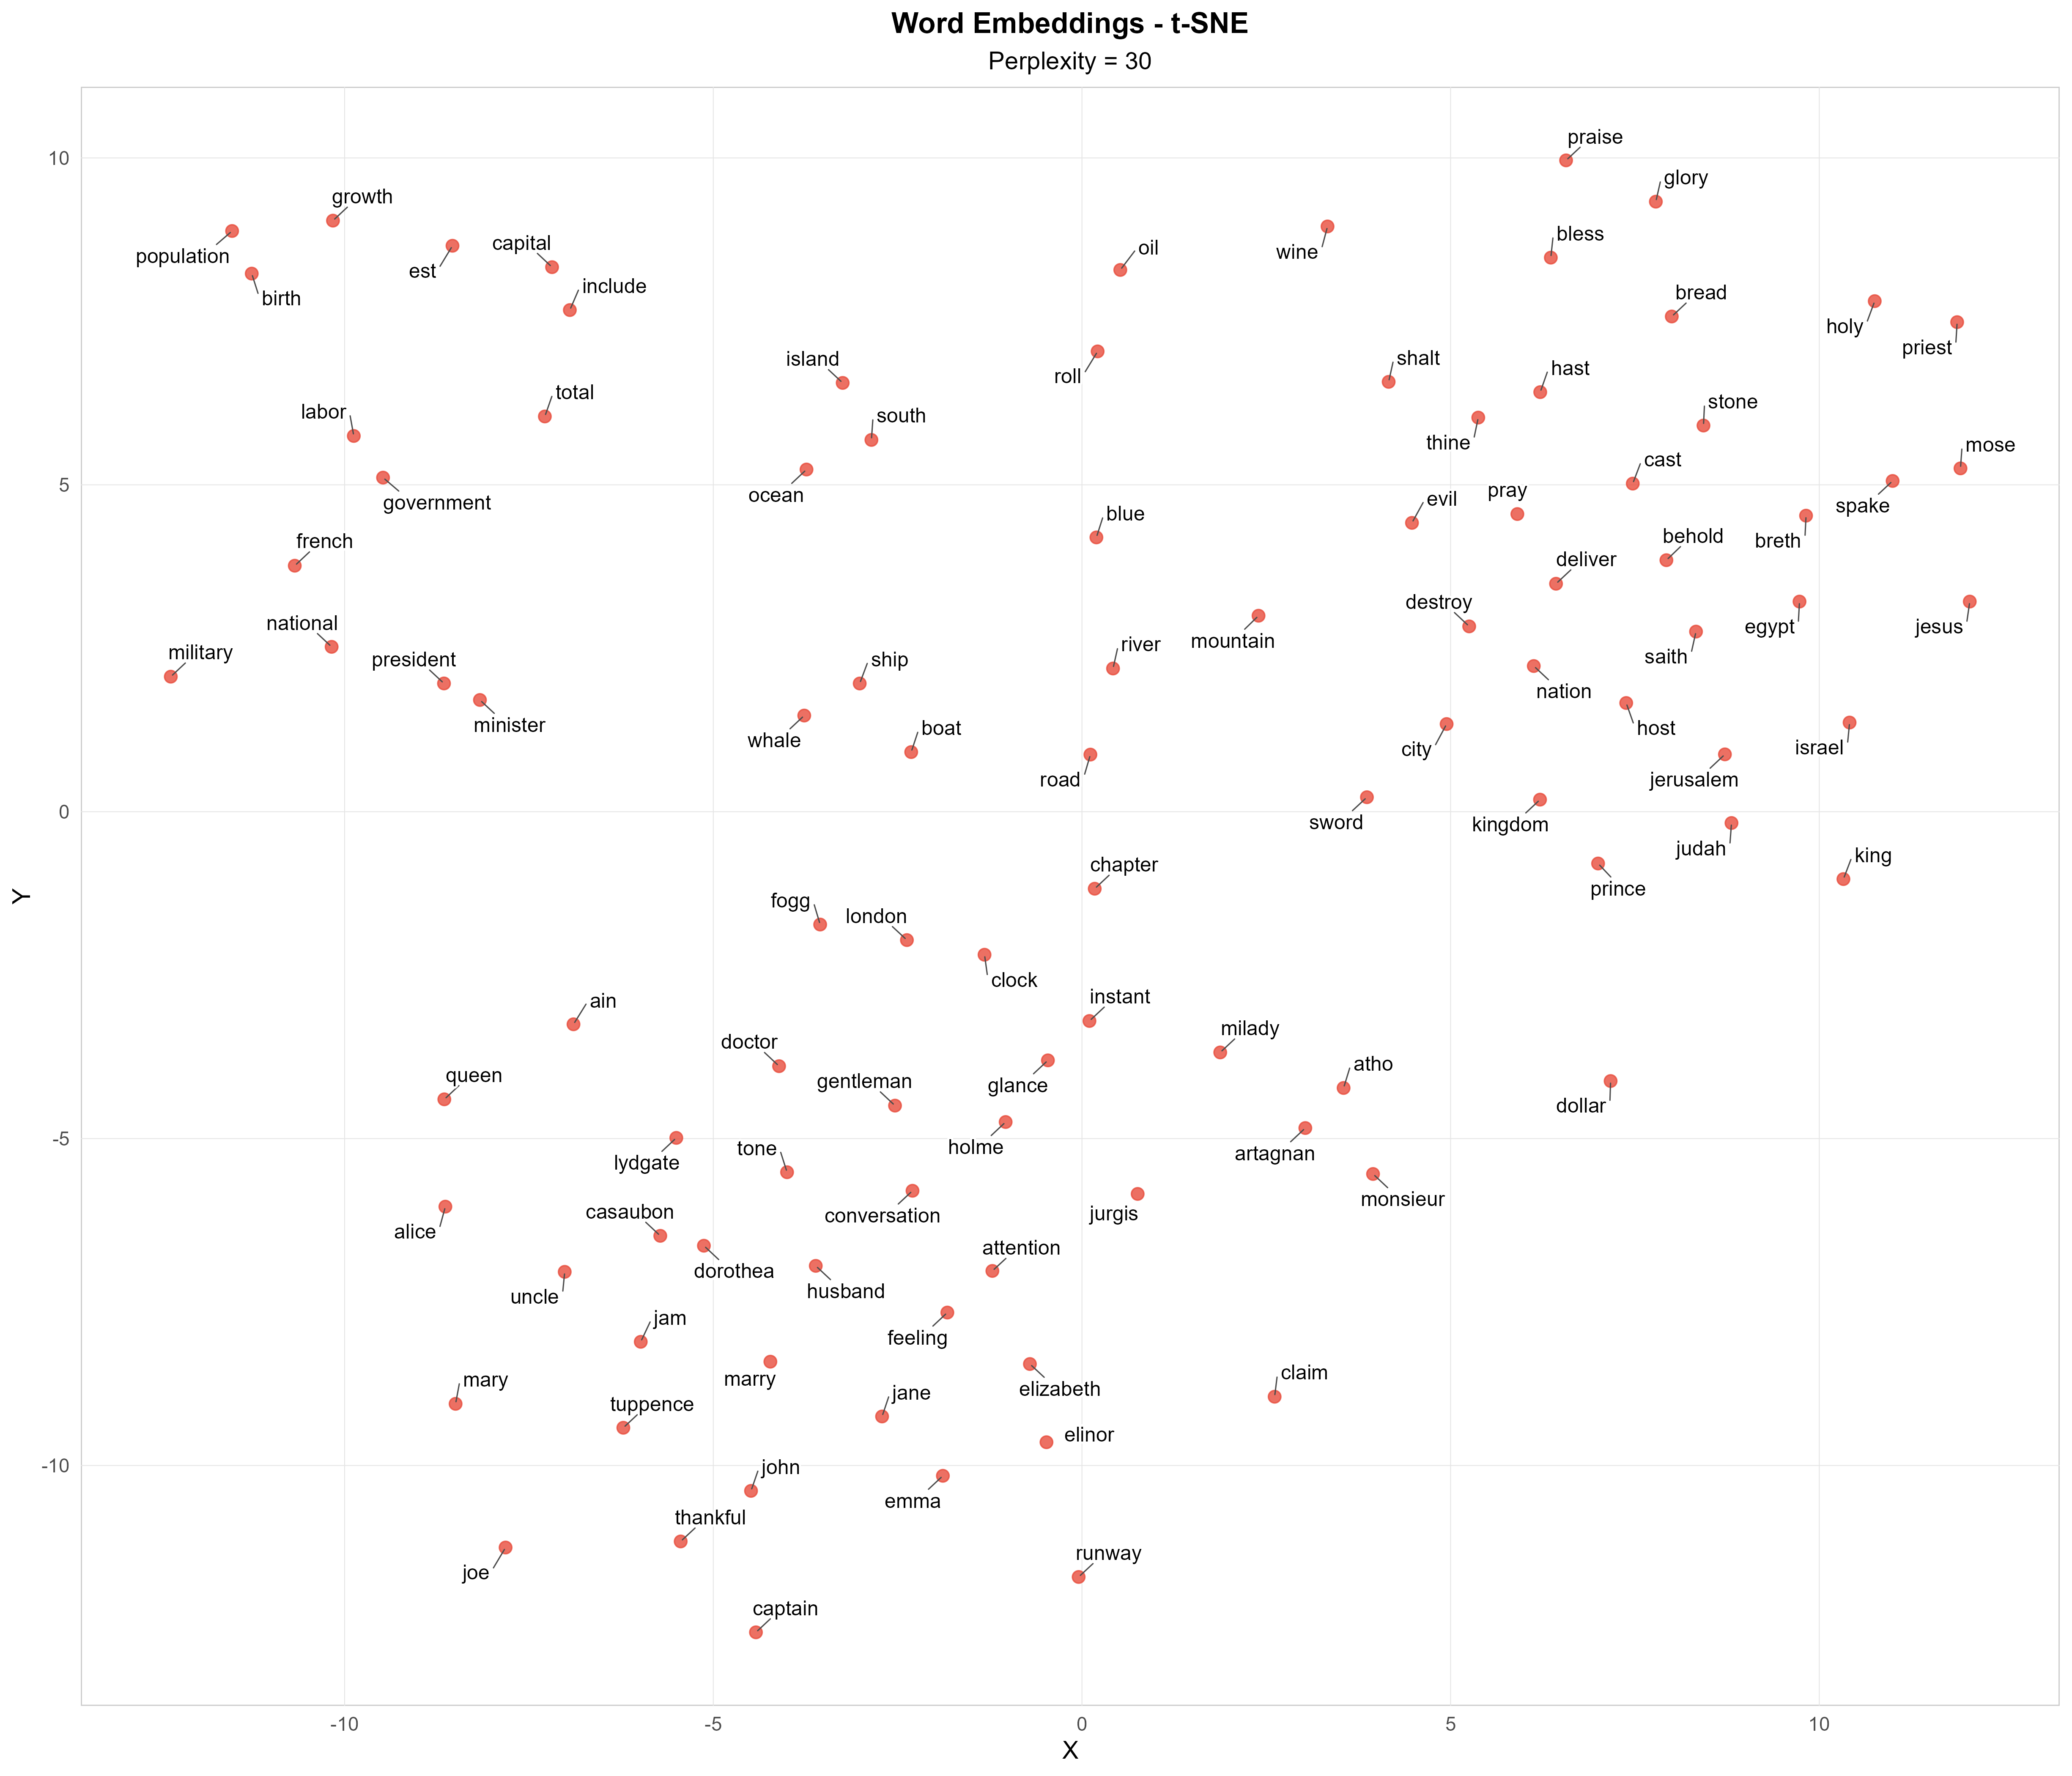 Word Embeddings - t-SNE
Perplexity = 30
praise
glory
growth
population
birth
est
capital
include
oil
wine
bless
bread
holy
priest
island
roll
shalt
hast
labor
total
south
stone
thine
mose
cast
ocean
government
pray
evil
spake
blue
french
behold
breth
deliver
destroy
national
military
president
minister
ship
river
mountain
egypt
jesus
saith
nation
whale
boat
host
city
israel
road
jerusalem
sword
kingdom
judah
king
chapter
prince
fogg
london
clock
ain
instant
milady
doctor
queen
gentleman
glance
atho
dollar
lydgate
tone
holme
artagnan
monsieur
alice
casaubon
conversation
jurgis
dorothea
attention
uncle
husband
jam
feeling
mary
marry
elizabeth
claim
tuppence
jane
elinor
john
emma
thankful
joe
runway
captain
10
5
0
-5
-10
Y
-10
-5
0
5
10
X